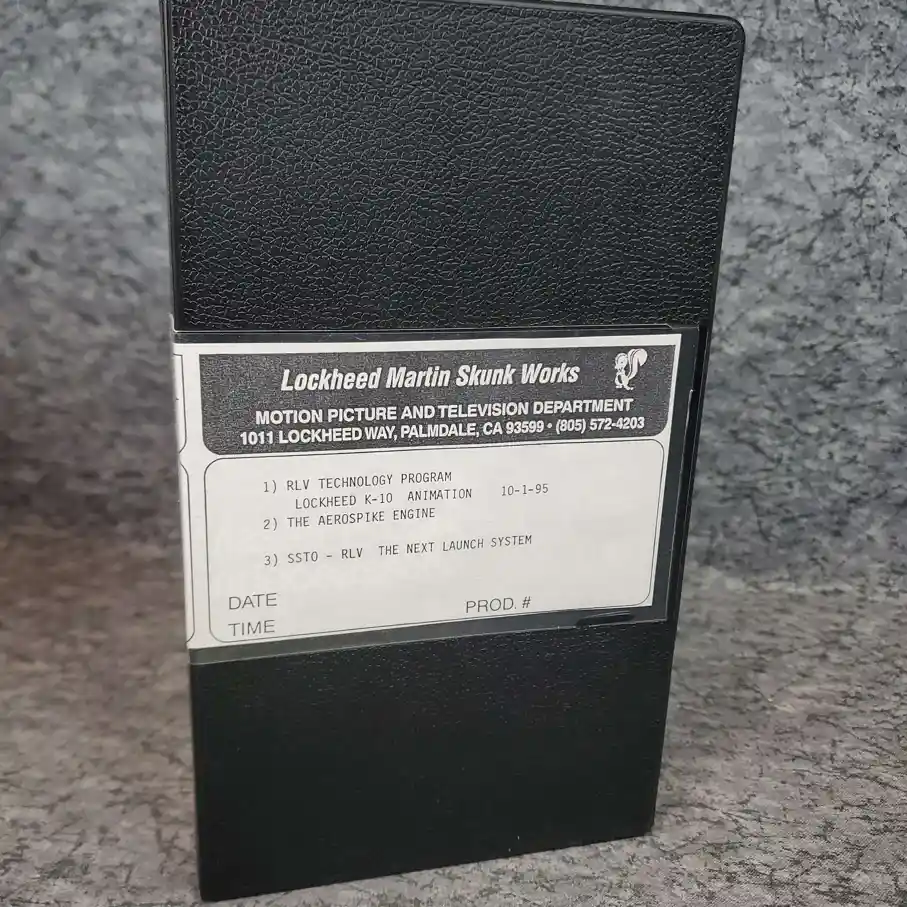 Lockheed Martin Skunk Works
MOTION PICTURE AND TELEVISION DEPARTMENT
1011 LOCKHEED WAY, PALMDALE, CA 93599 • (805) 572-4203
1) RLV TECHNOLOGY PROGRAM
LOCKHEED K-10 ANIMATION 10-1-95
2) THE AEROSPIKE ENGINE
3) SSTO - RLV THE NEXT LAUNCH SYSTEM
DATE
PROD. #
TIME